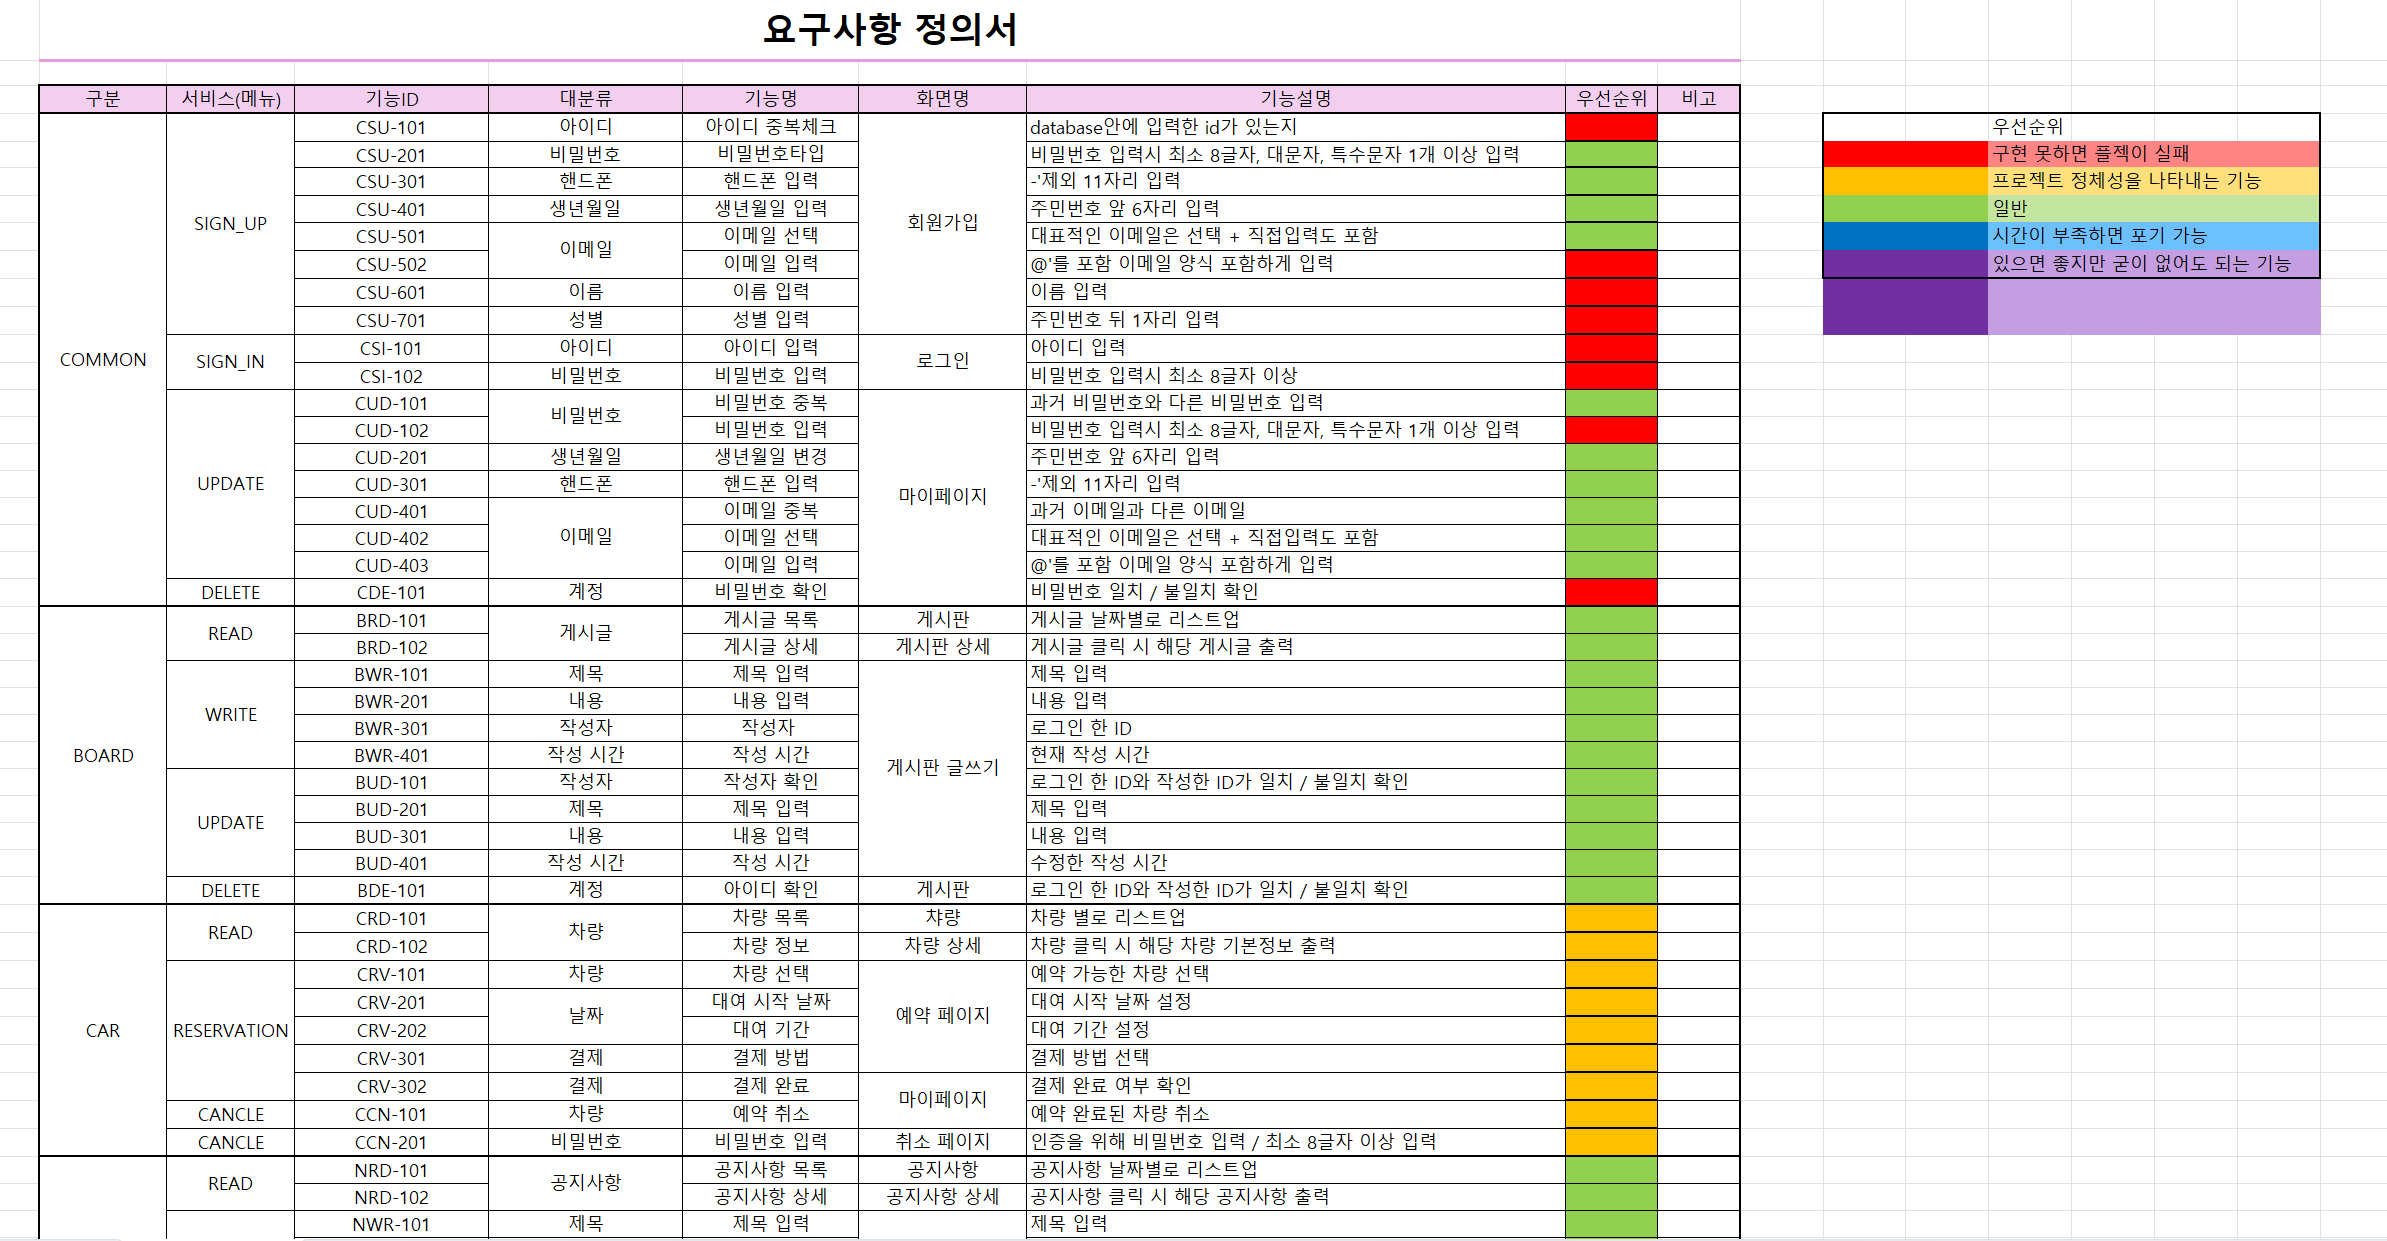 요구사항 정의서
구분 서비스(메뉴) 기능ID 대분류 기능명 화면명 기능설명 우선순위 비고
COMMON SIGN_UP CSU-101 아이디 아이디 중복체크 회원가입 database안에 입력한 id가 있는지
CSU-201 비밀번호 비밀번호타입 비밀번호 입력시 최소 8글자, 대문자, 특수문자 1개 이상 입력
CSU-301 핸드폰 핸드폰 입력 -'제외 11자리 입력
CSU-401 생년월일 생년월일 입력 주민번호 앞 6자리 입력
CSU-501 이메일 이메일 선택 대표적인 이메일은 선택 + 직접입력도 포함
CSU-502 이메일 입력 @'를 포함 이메일 양식 포함하게 입력
CSU-601 이름 이름 입력 이름 입력
CSU-701 성별 성별 입력 주민번호 뒤 1자리 입력
SIGN_IN CSI-101 아이디 아이디 입력 로그인 아이디 입력
CSI-102 비밀번호 비밀번호 입력 비밀번호 입력시 최소 8글자 이상
UPDATE CUD-101 비밀번호 비밀번호 중복 마이페이지 과거 비밀번호와 다른 비밀번호 입력
CUD-102 비밀번호 입력 비밀번호 입력시 최소 8글자, 대문자, 특수문자 1개 이상 입력
CUD-201 생년월일 생년월일 변경 주민번호 앞 6자리 입력
CUD-301 핸드폰 핸드폰 입력 -'제외 11자리 입력
CUD-401 이메일 이메일 중복 과거 이메일과 다른 이메일
CUD-402 이메일 선택 대표적인 이메일은 선택 + 직접입력도 포함
CUD-403 이메일 입력 @'를 포함 이메일 양식 포함하게 입력
DELETE CDE-101 계정 비밀번호 확인 비밀번호 일치 / 불일치 확인
BOARD READ BRD-101 게시글 게시글 목록 게시판 게시글 날짜별로 리스트업
BRD-102 게시글 상세 게시판 상세 게시글 클릭 시 해당 게시글 출력
WRITE BWR-101 제목 제목 입력 게시판 글쓰기 제목 입력
BWR-201 내용 내용 입력 내용 입력
BWR-301 작성자 작성자 로그인 한 ID
BWR-401 작성 시간 작성 시간 현재 작성 시간
UPDATE BUD-101 작성자 작성자 확인 로그인 한 ID와 작성한 ID가 일치 / 불일치 확인
BUD-201 제목 제목 입력 제목 입력
BUD-301 내용 내용 입력 내용 입력
BUD-401 작성 시간 작성 시간 수정한 작성 시간
DELETE BDE-101 계정 아이디 확인 게시판 로그인 한 ID와 작성한 ID가 일치 / 불일치 확인
CAR READ CRD-101 차량 차량 목록 챠량 차량 별로 리스트업
CRD-102 차량 정보 차량 상세 차량 클릭 시 해당 차량 기본정보 출력
RESERVATION CRV-101 차량 차량 선택 예약 페이지 예약 가능한 차량 선택
CRV-201 날짜 대여 시작 날짜 대여 시작 날짜 설정
CRV-202 대여 기간 대여 기간 설정
CRV-301 결제 결제 방법 결제 방법 선택
CRV-302 결제 결제 완료 마이페이지 결제 완료 여부 확인
CANCLE CCN-101 차량 예약 취소 예약 완료된 차량 취소
CANCLE CCN-201 비밀번호 비밀번호 입력 취소 페이지 인증을 위해 비밀번호 입력 / 최소 8글자 이상 입력
READ NRD-101 공지사항 공지사항 목록 공지사항 공지사항 날짜별로 리스트업
NRD-102 공지사항 상세 공지사항 상세 공지사항 클릭 시 해당 공지사항 출력
NWR-101 제목 제목 입력 제목 입력
우선순위
구현 못하면 플젝이 실패
프로젝트 정체성을 나타내는 기능
일반
시간이 부족하면 포기 가능
있으면 좋지만 굳이 없어도 되는 기능